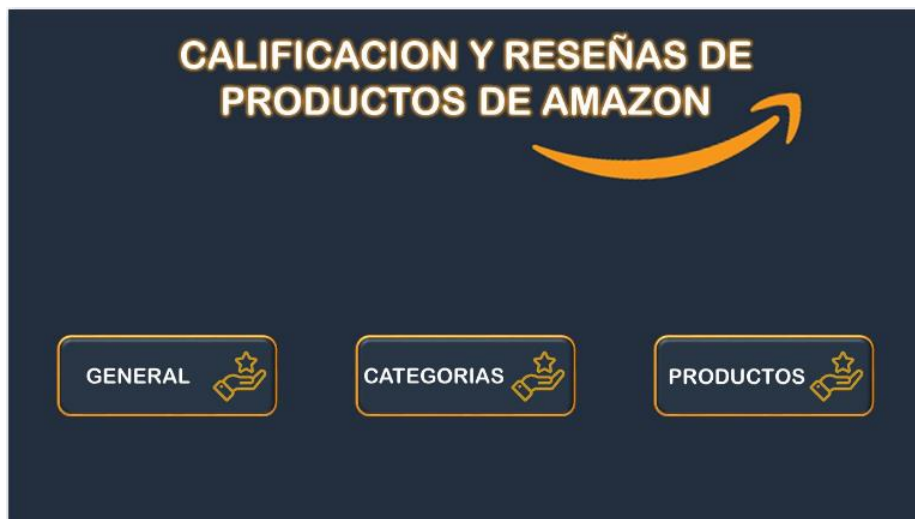 CALIFICACION Y RESEÑAS DE
PRODUCTOS DE AMAZON
GENERAL
CATEGORIAS
PRODUCTOS